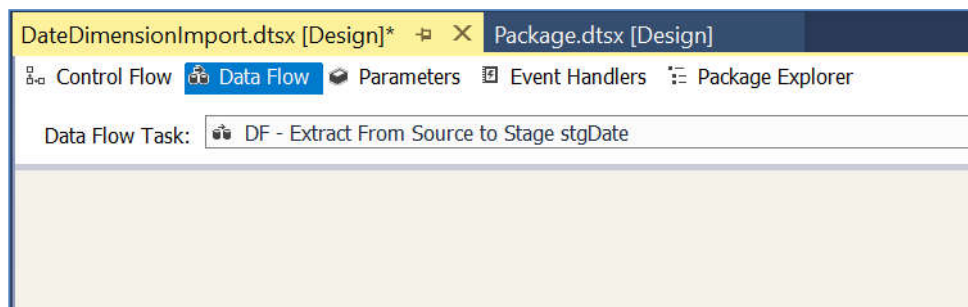 DateDimensionImport.dtsx [Design]* Package.dtsx [Design]
Control Flow Data Flow Parameters Event Handlers Package Explorer
Data Flow Task: DF - Extract From Source to Stage stgDate